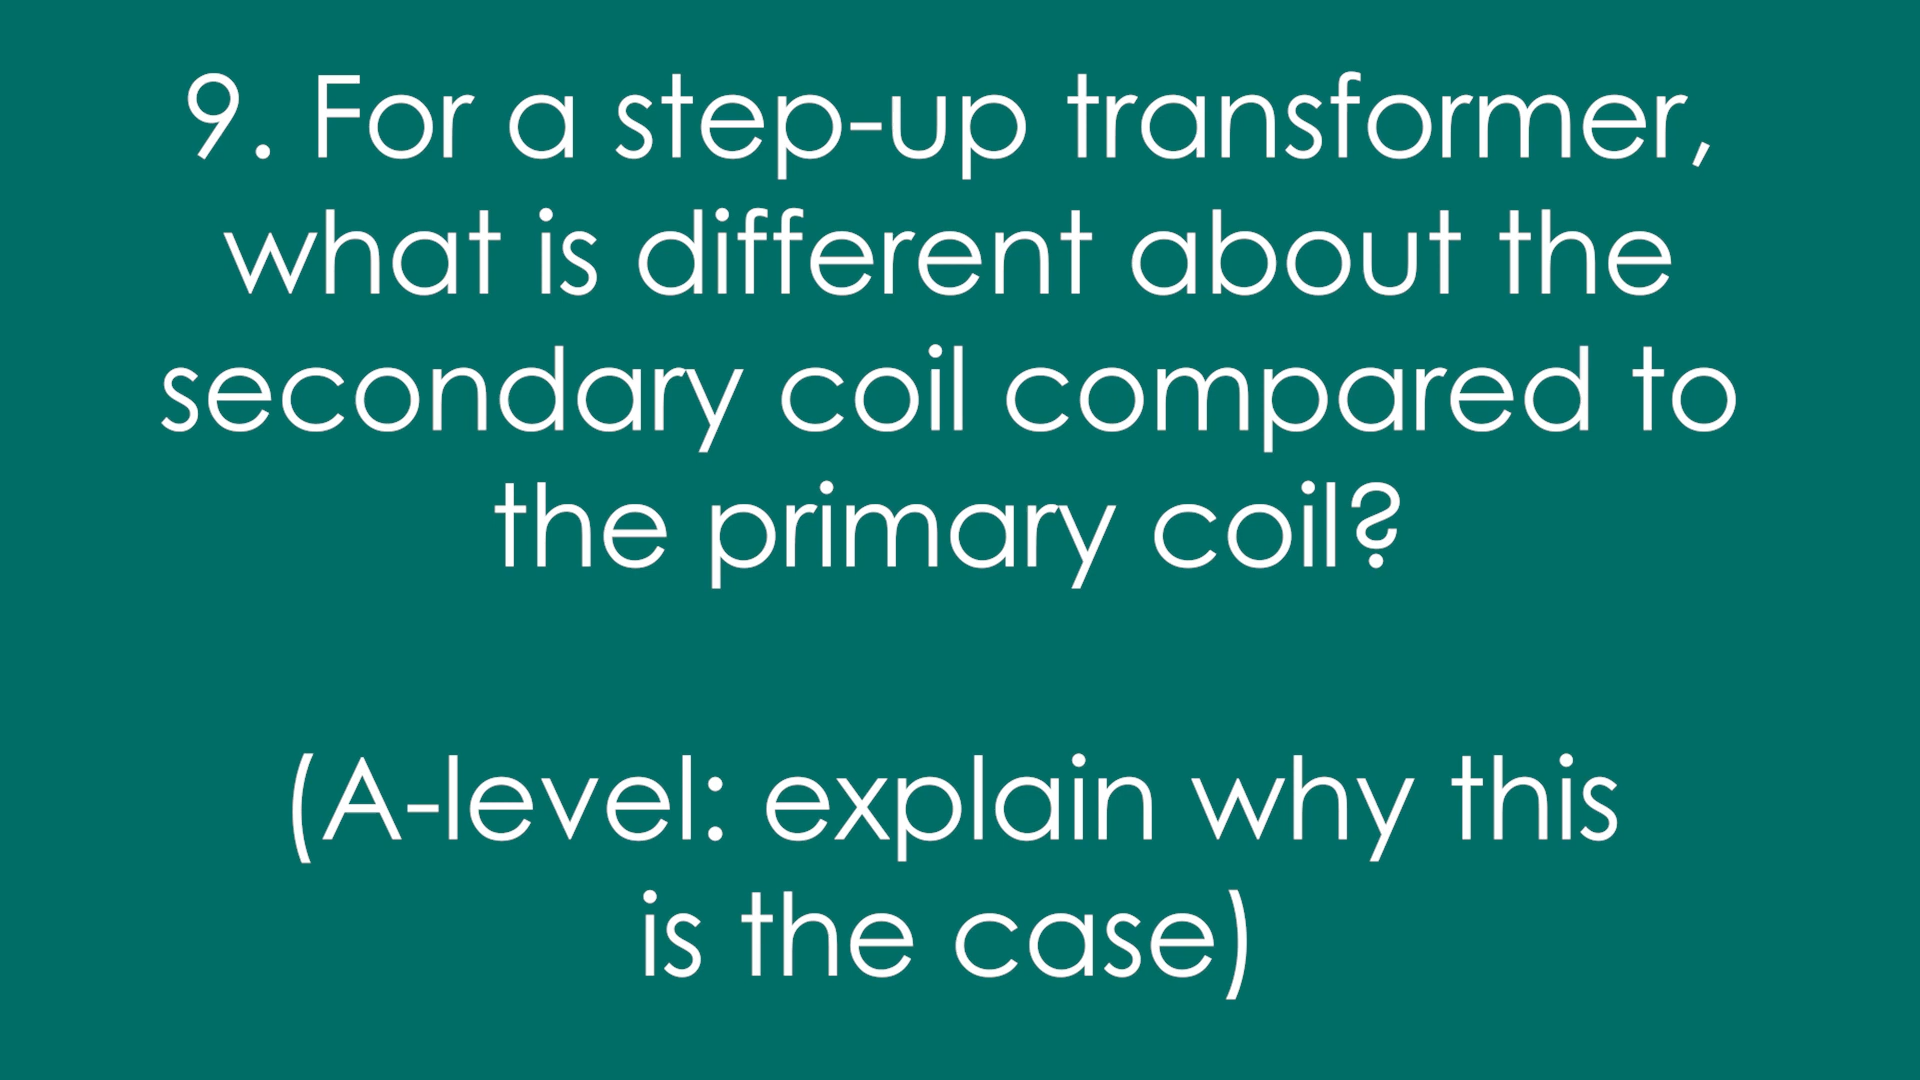 9. For a step-up transformer,
what is different about the
secondary coil compared to
the primary coil?
(A-level: explain why this
is the case)